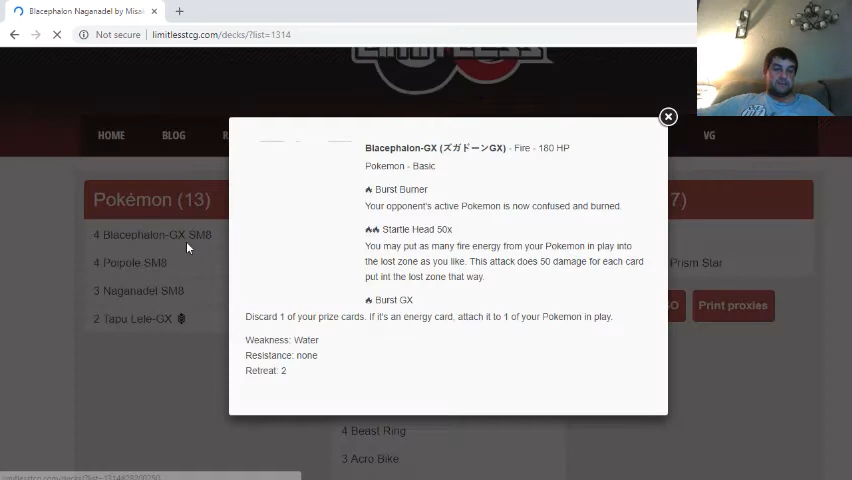 Blacephalon Naganadel by Misa
Not secure
limitlesstcg.com/decks/?list=1314
LIMITLESS
HOME
BLOG
R
VG
Pokémon (13)
7)
4 Blacephalon-GX SM8
4 Poipole SM8
3 Naganadel SM8
2 Tapu Lele-GX
Prism Star
GO
Print proxies
Blacephalon-GX (ズガドーンGX) - Fire - 180 HP
Pokemon - Basic
Burst Burner
Your opponent's active Pokemon is now confused and burned.
Startle Head 50x
You may put as many fire energy from your Pokemon in play into
the lost zone as you like. This attack does 50 damage for each card
put int the lost zone that way.
Burst GX
Discard 1 of your prize cards. If it's an energy card, attach it to 1 of your Pokemon in play.
Weakness: Water
Resistance: none
Retreat: 2
4 Beast Ring
3 Acro Bike